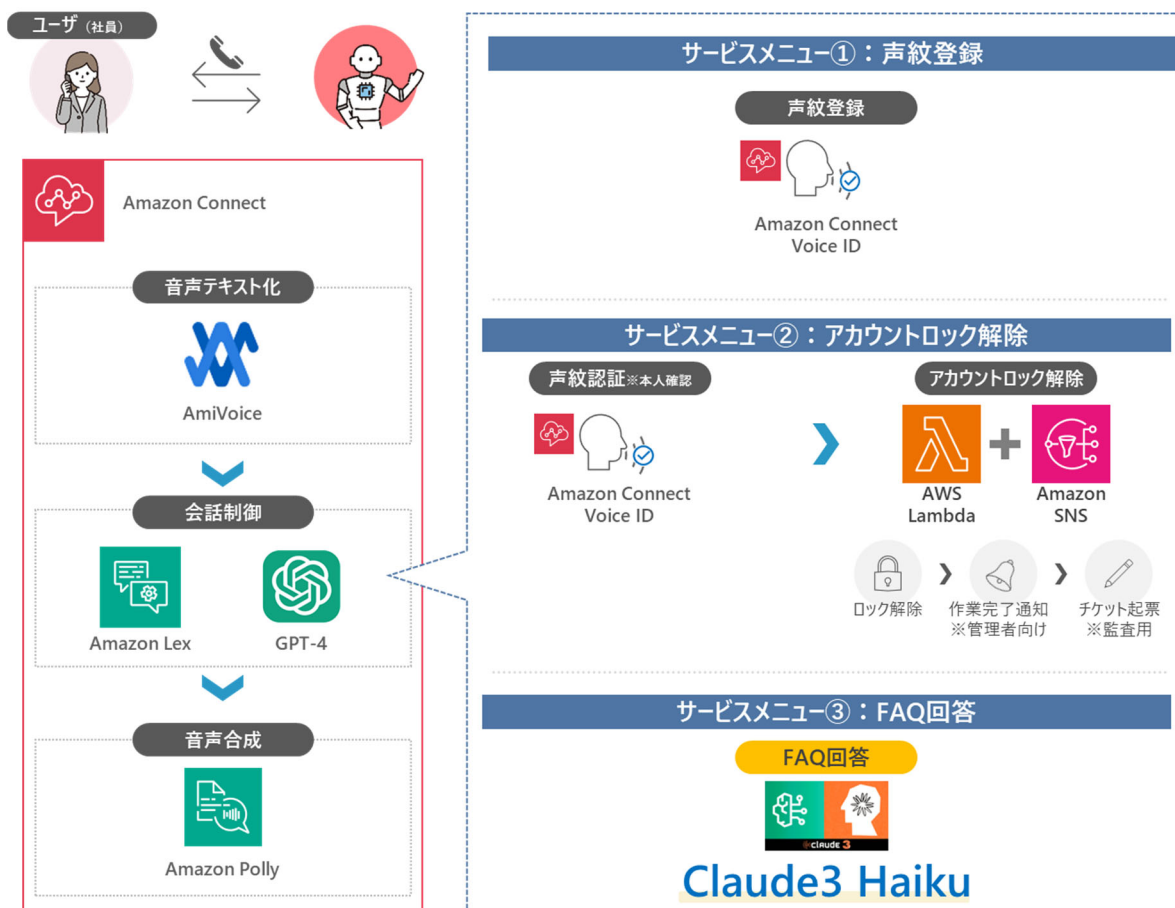 ユーザ（社員）
Amazon Connect
音声テキスト化
AmiVoice
会話制御
Amazon Lex
GPT-4
音声合成
Amazon Polly
サービスメニュー①：声紋登録
声紋登録
Amazon Connect
Voice ID
サービスメニュー②：アカウントロック解除
声紋認証※本人確認
Amazon Connect
Voice ID
アカウントロック解除
AWS
Lambda
Amazon
SNS
ロック解除
作業完了通知
※管理者向け
チケット起票
※監査用
サービスメニュー③：FAQ回答
FAQ回答
CLAUDE 3
Claude3 Haiku